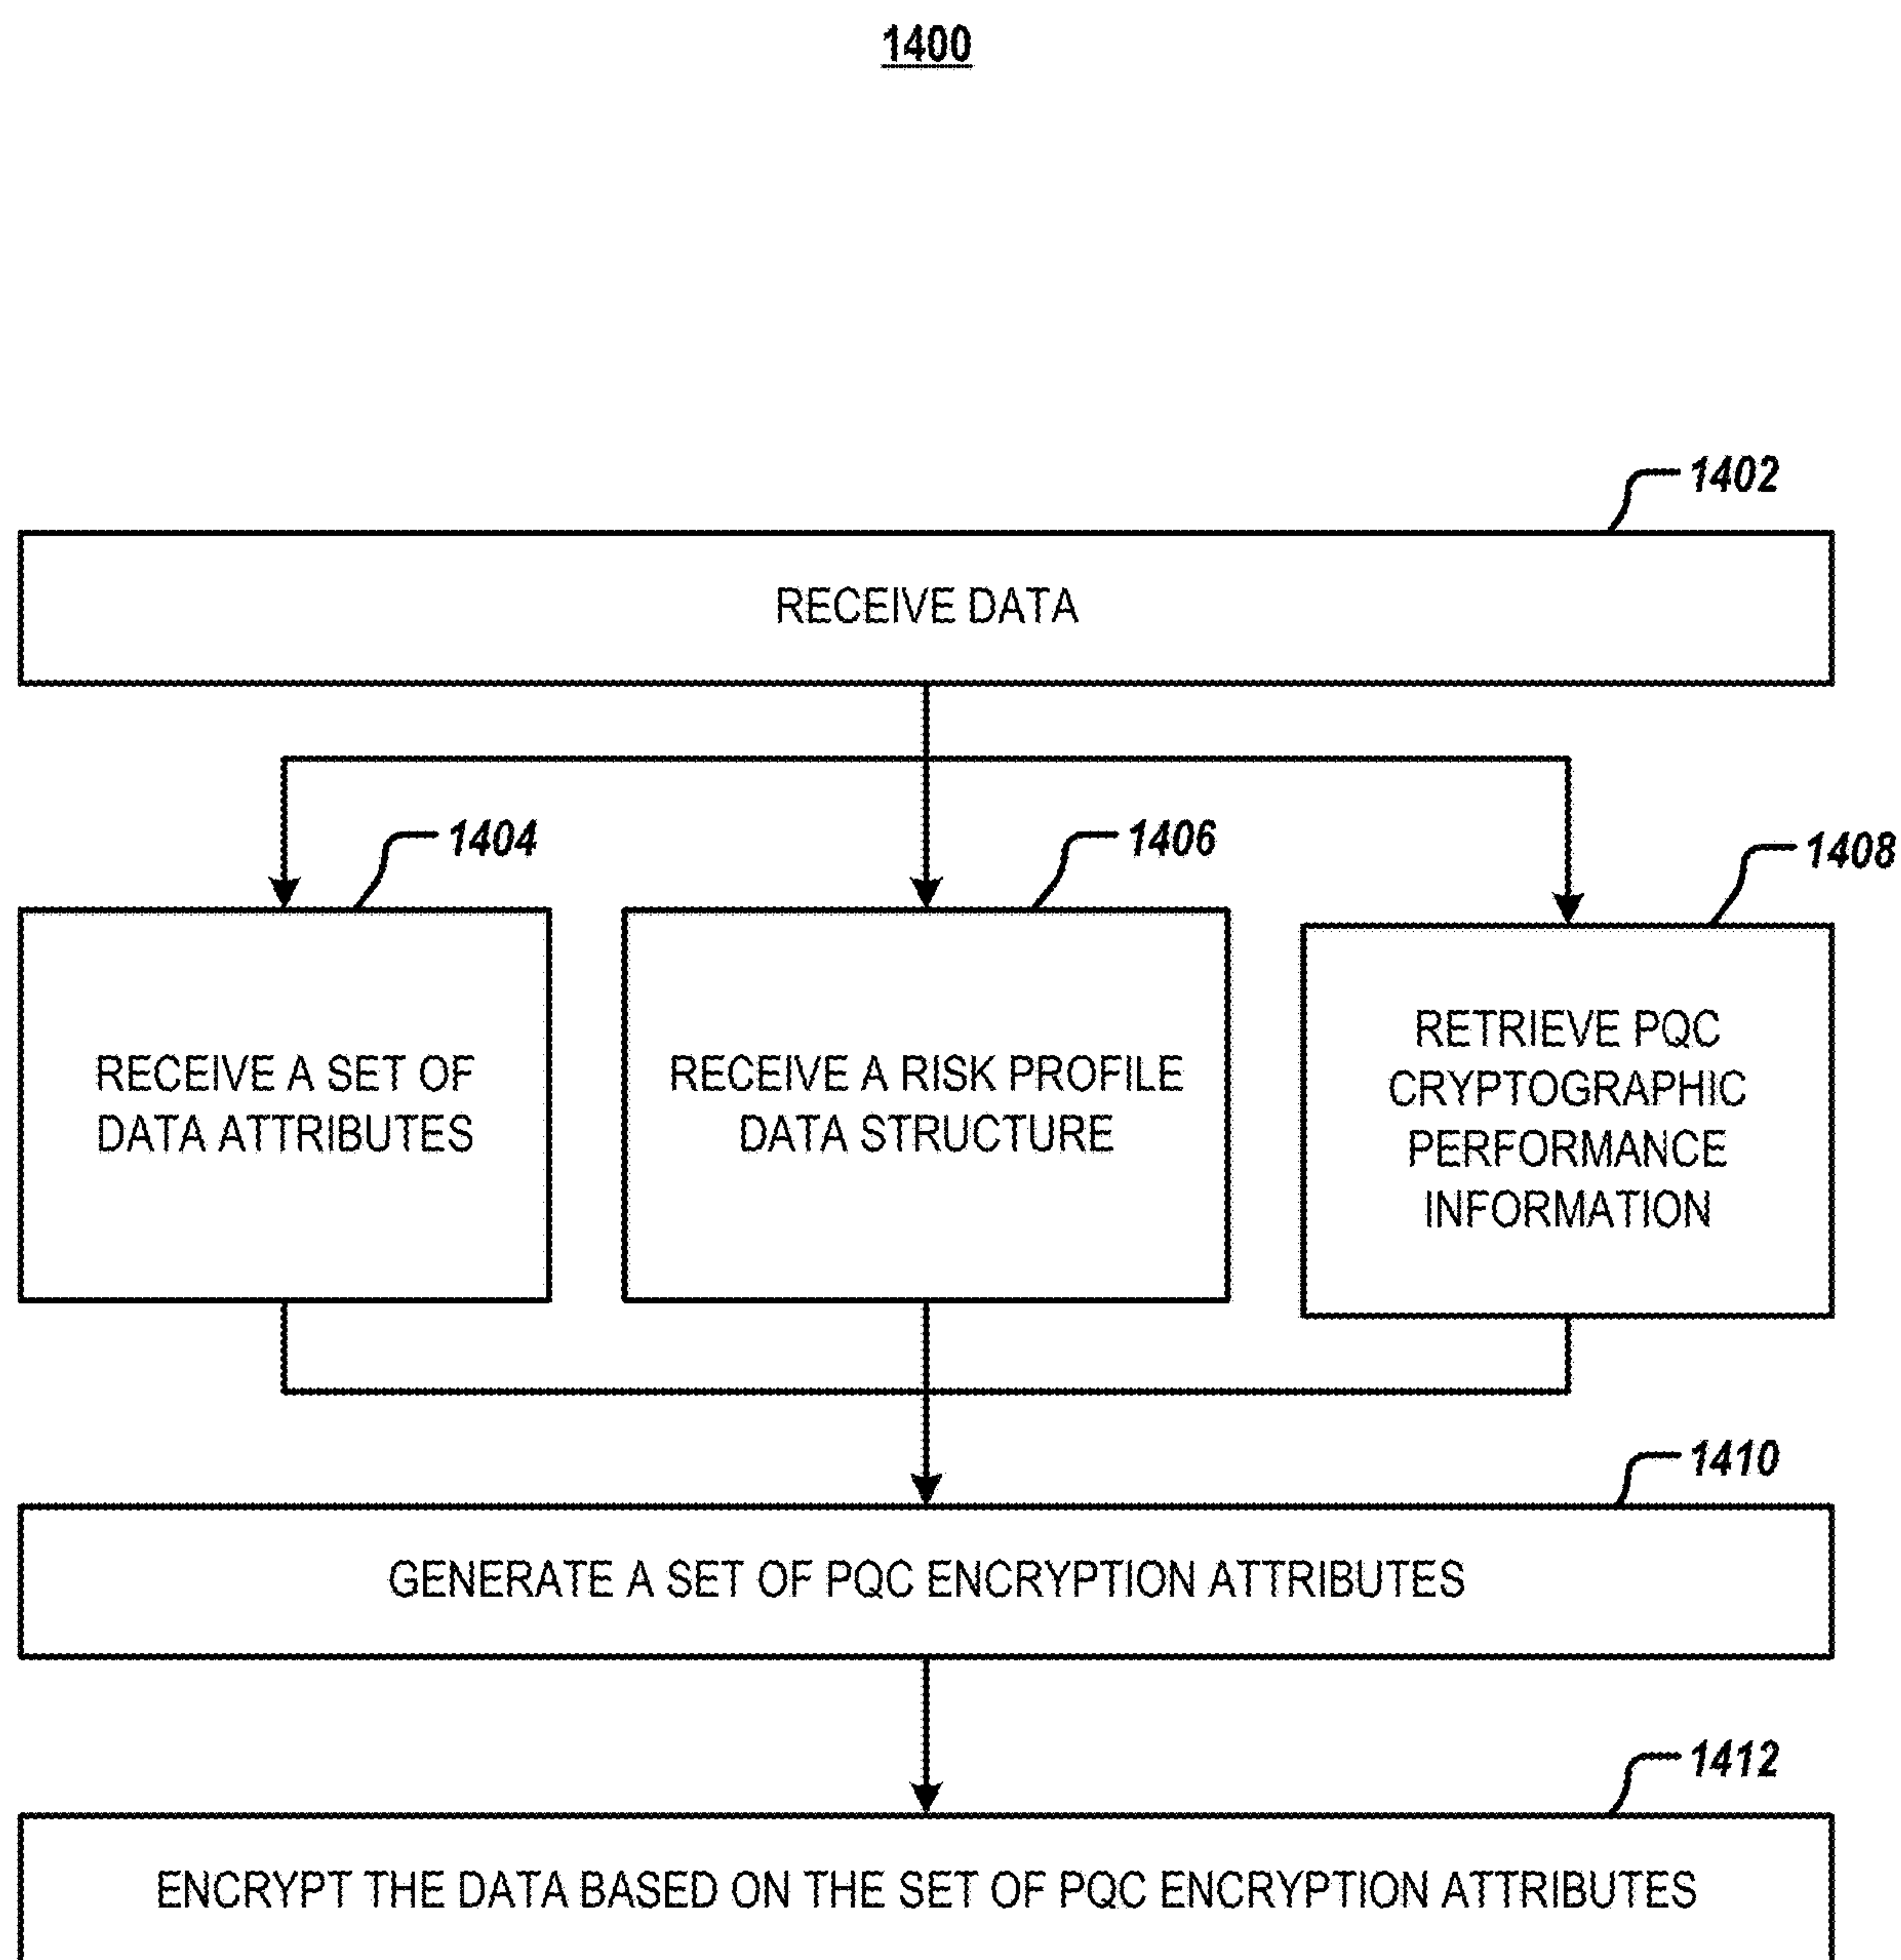 1400
1402
RECEIVE DATA
1404
1406
1408
RECEIVE A SET OF
DATA ATTRIBUTES
RECEIVE A RISK PROFILE
DATA STRUCTURE
RETRIEVE PQC
CRYPTOGRAPHIC
PERFORMANCE
INFORMATION
1410
GENERATE A SET OF PQC ENCRYPTION ATTRIBUTES
1412
ENCRYPT THE DATA BASED ON THE SET OF PQC ENCRYPTION ATTRIBUTES